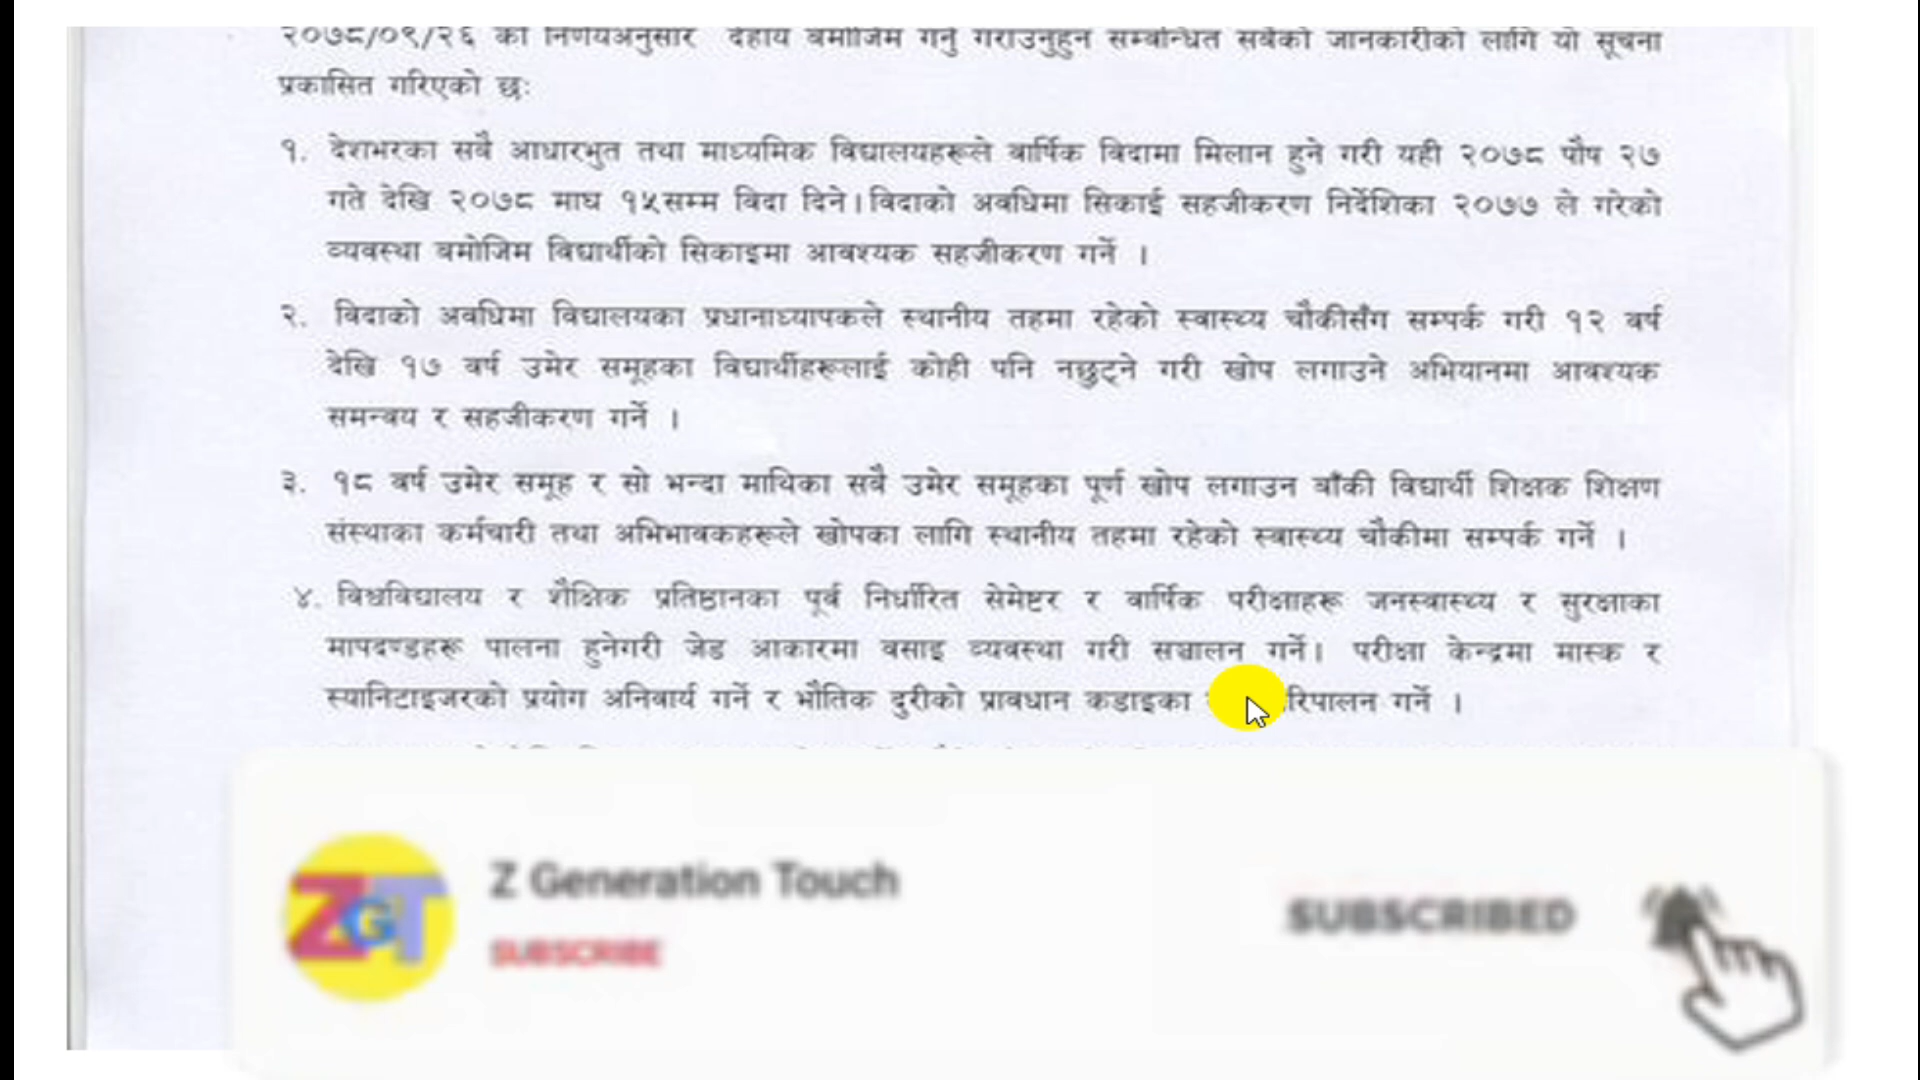 २०७८/०९/२६ को निर्णयअनुसार देहाय बमोजिम गर्नु गराउनुहुन सम्बन्धित सबैको जानकारीको लागि यो सूचना
प्रकासित गरिएको छ:
१. देशभरका सबै आधारभुत तथा माध्यमिक विद्यालयहरूले वार्षिक विदामा मिलान हुने गरी यही २०७८ पौष २७
गते देखि २०७८ माघ १५सम्म विदा दिने। विदाको अवधिमा सिकाई सहजीकरण निर्देशिका २०७७ ले गरेको
व्यवस्था बमोजिम विद्यार्थीको सिकाइमा आवश्यक सहजीकरण गर्ने ।
२. विदाको अवधिमा विद्यालयका प्रधानाध्यापकले स्थानीय तहमा रहेको स्वास्थ्य चौकीसँग सम्पर्क गरी १२ वर्ष
देखि १७ वर्ष उमेर समूहका विद्यार्थीहरूलाई कोही पनि नछुट्ने गरी खोप लगाउने अभियानमा आवश्यक
समन्वय र सहजीकरण गर्ने ।
३. १८ वर्ष उमेर समूह र सो भन्दा माथिका सबै उमेर समूहका पूर्ण खोप लगाउन बाँकी विद्यार्थी शिक्षक शिक्षण
संस्थाका कर्मचारी तथा अभिभावकहरूले खोपका लागि स्थानीय तहमा रहेको स्वास्थ्य चौकीमा सम्पर्क गर्ने ।
४. विश्वविद्यालय र शैक्षिक प्रतिष्ठानका पूर्व निर्धारित सेमेष्टर र वार्षिक परीक्षाहरू जनस्वास्थ्य र सुरक्षाका
मापदण्डहरू पालना हुनेगरी जेड आकारमा बसाइ व्यवस्था गरी सञ्चालन गर्ने। परीक्षा केन्द्रमा मास्क र
स्यानिटाइजरको प्रयोग अनिवार्य गर्ने र भौतिक दुरीको प्रावधान कडाइका रिपालन गर्ने ।
ZGT
Z Generation Touch
SUBSCRIBE
SUBSCRIBED